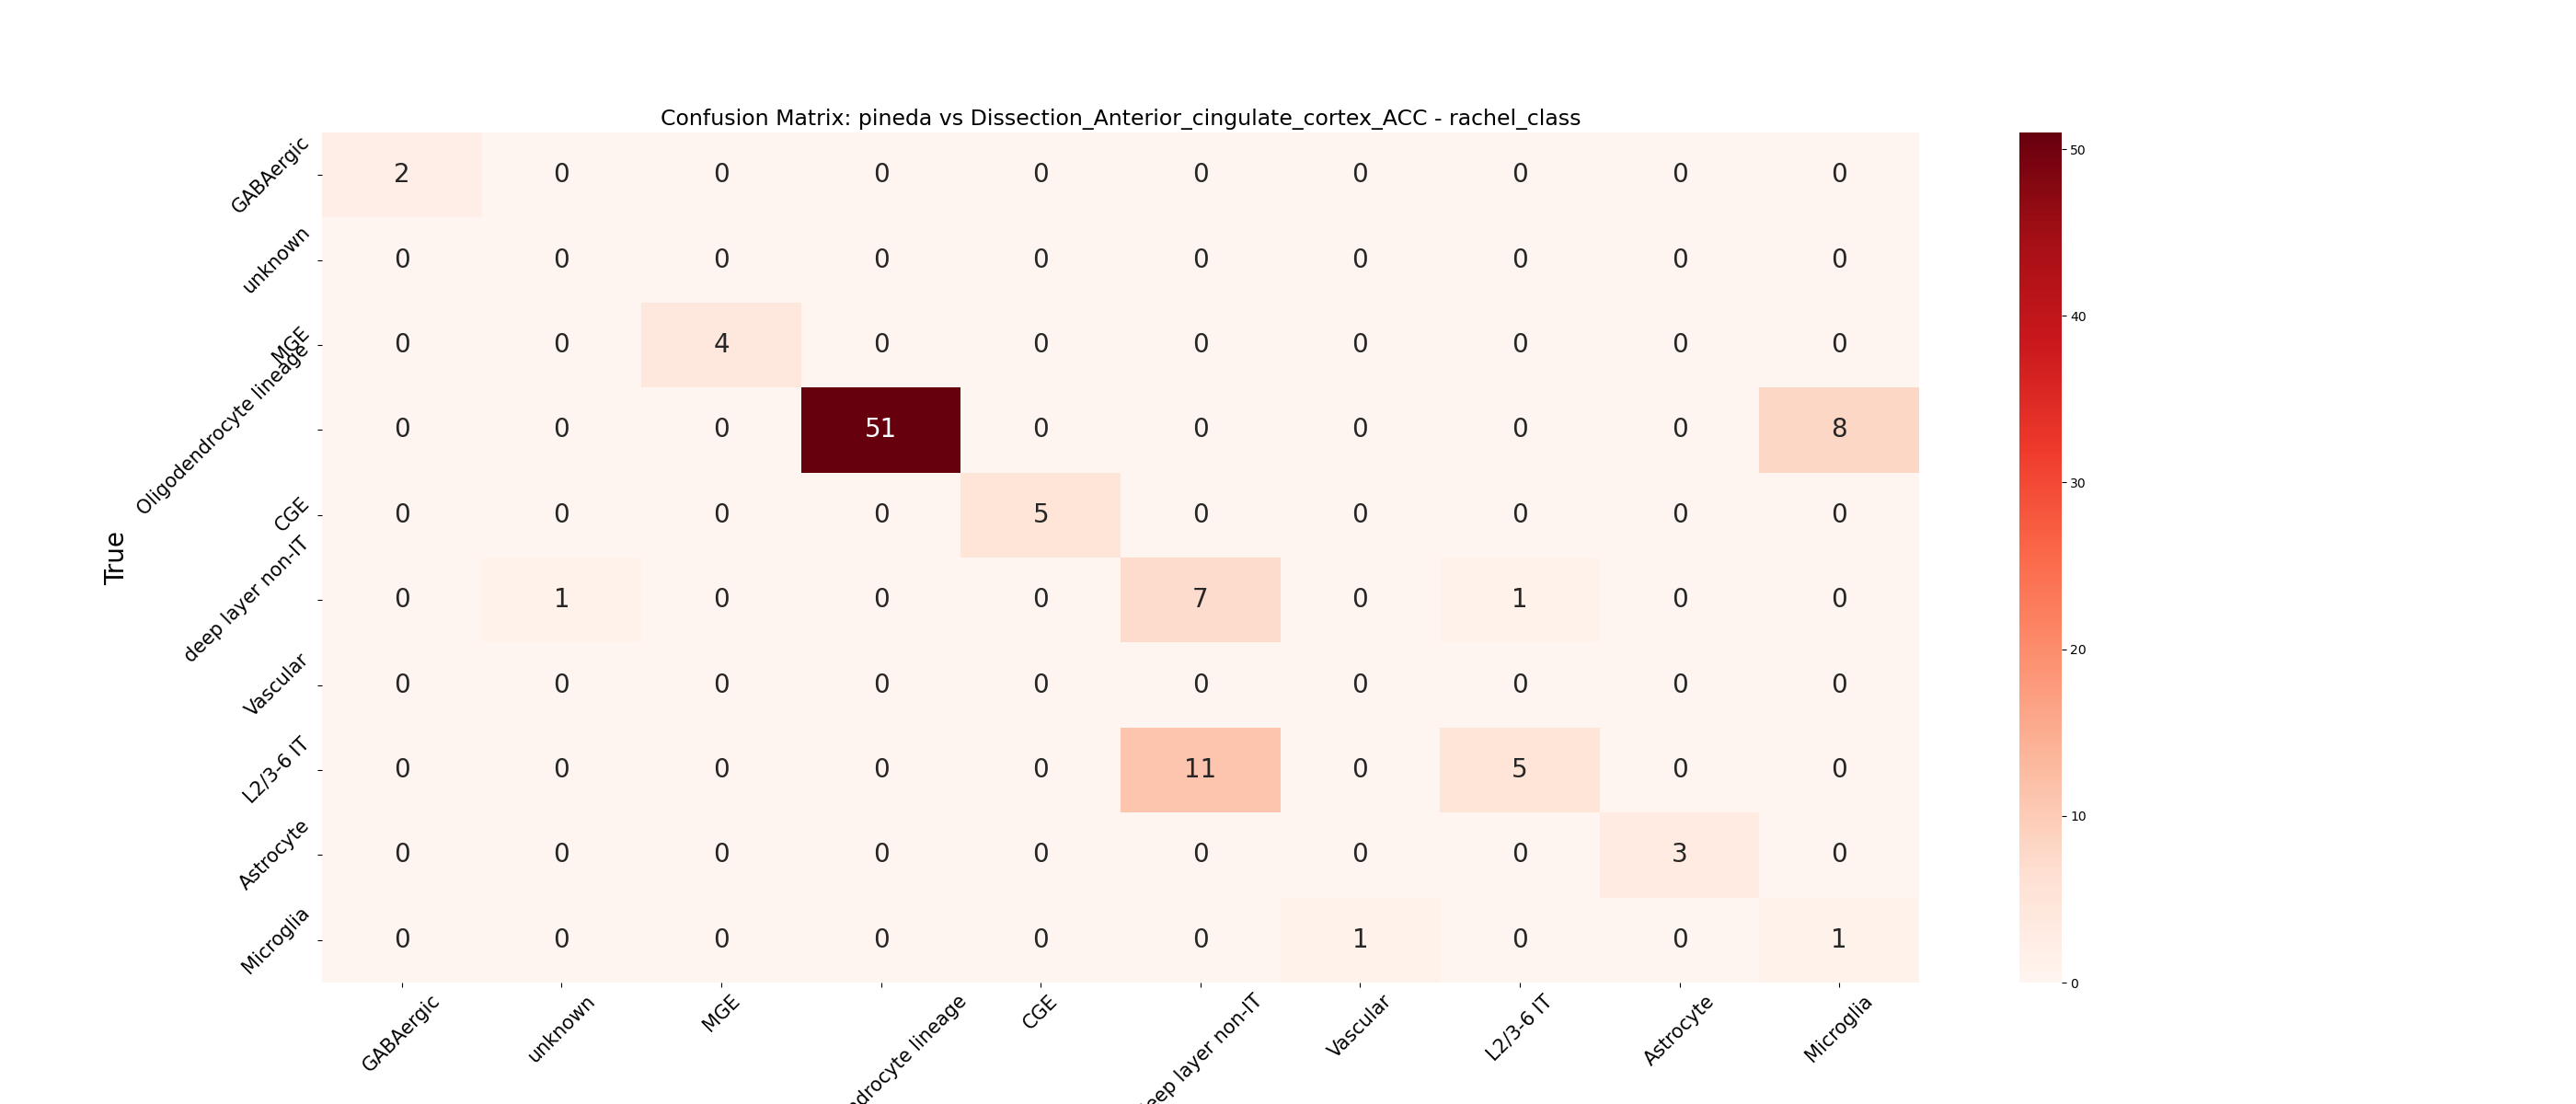 Confusion Matrix: pineda vs Dissection_Anterior_cingulate_cortex_ACC - rachel_class
True
GABAergic 2 0 0 0 0 0 0 0 0 0
unknown 0 0 0 0 0 0 0 0 0 0
MGE 0 0 4 0 0 0 0 0 0 0
Oligodendrocyte lineage 0 0 0 51 0 0 0 0 0 8
CGE 0 0 0 0 5 0 0 0 0 0
deep layer non-IT 0 1 0 0 0 7 0 1 0 0
Vascular 0 0 0 0 0 0 0 0 0 0
L2/3-6 IT 0 0 0 0 0 11 0 5 0 0
Astrocyte 0 0 0 0 0 0 0 0 3 0
Microglia 0 0 0 0 0 0 1 0 0 1
GABAergic unknown MGE ndrocyte lineage CGE eep layer non-IT Vascular L2/3-6 IT Astrocyte Microglia
50
40
30
20
10
0